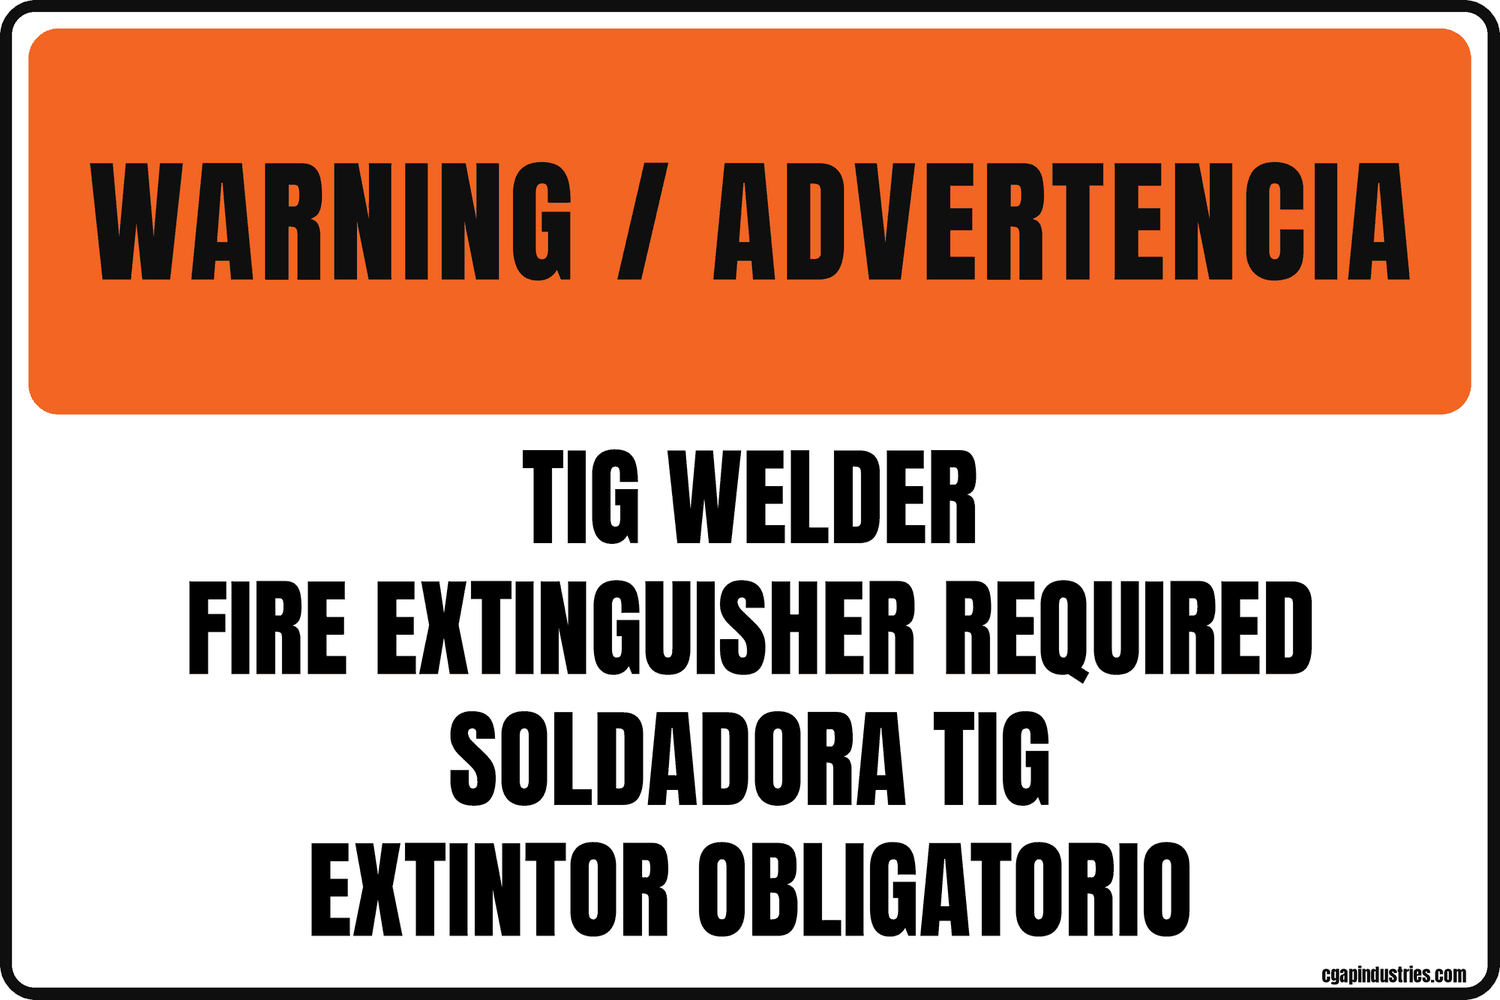 WARNING / ADVERTENCIA
TIG WELDER
FIRE EXTINGUISHER REQUIRED
SOLDADORA TIG
EXTINTOR OBLIGATORIO
cgapindustries.com